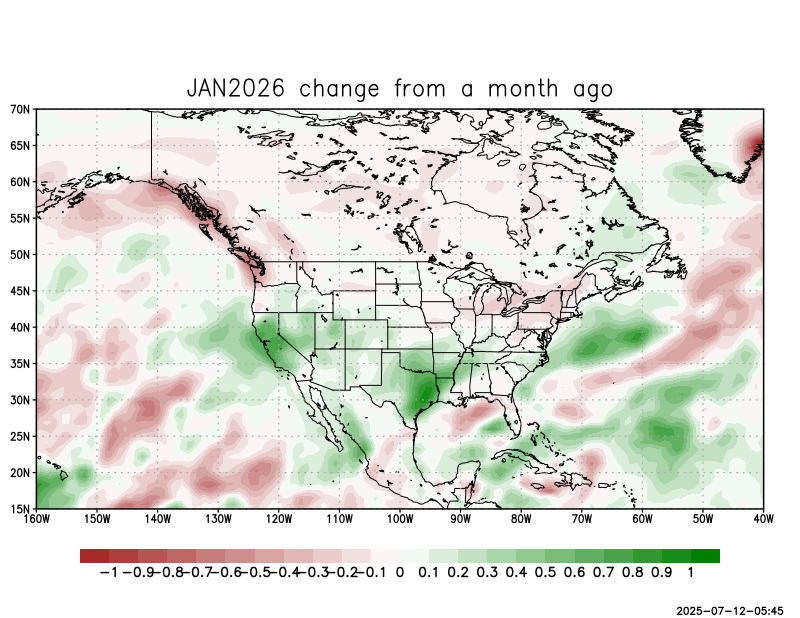 JAN2026 change from a month ago
70N
65N
60N
55N
50N
45N
40N
35N
30N
25N
20N
15N
160W 150W 140W 130W 120W 110W 100W 90W 80W 70W 60W 50W 40W
-1 -0.9 -0.8 -0.7 -0.6 -0.5 -0.4 -0.3 -0.2 -0.1 0 0.1 0.2 0.3 0.4 0.5 0.6 0.7 0.8 0.9 1
2025-07-12-05:45